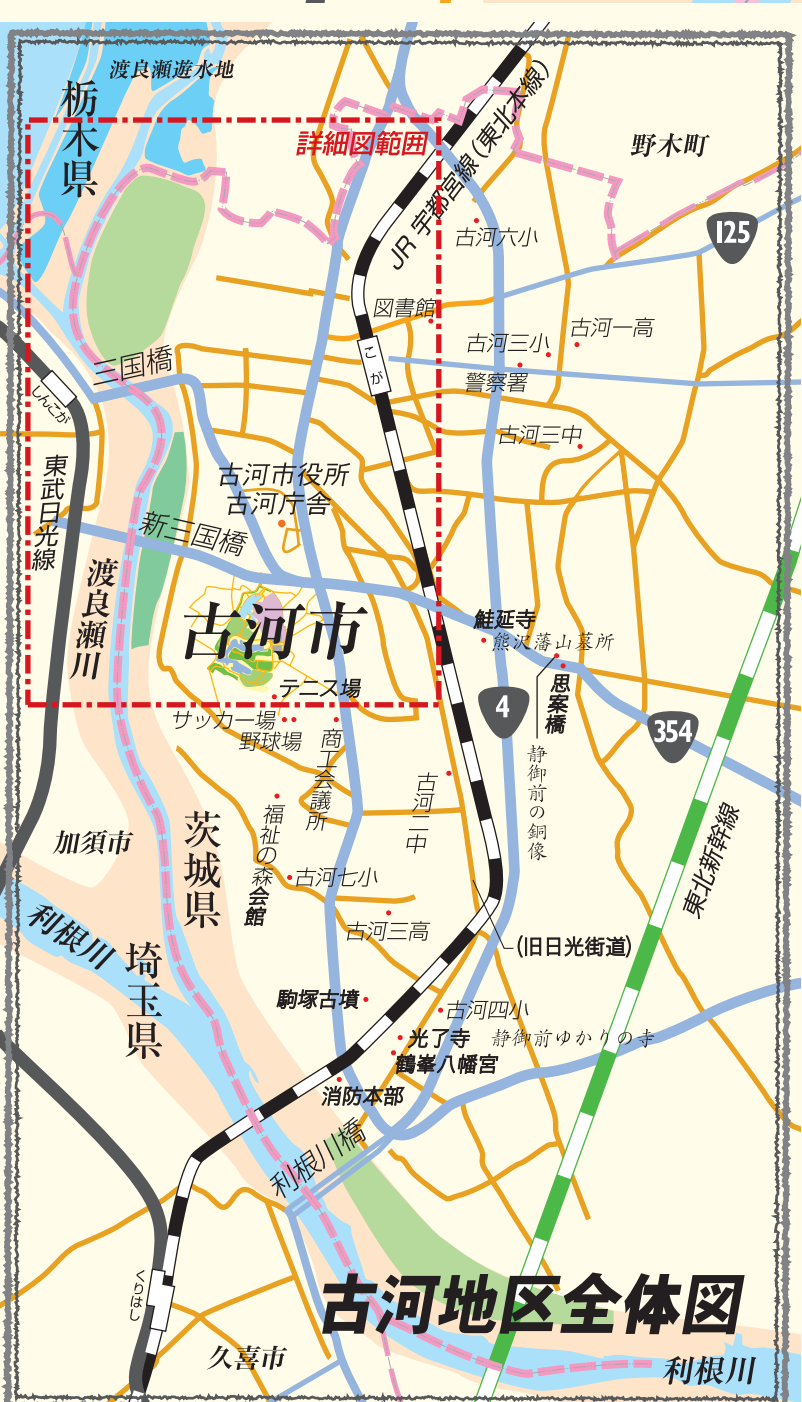 渡良瀬遊水地
栃木県
詳細図範囲
JR 宇都宮線(東北本線)
野木町
125
古河六小
図書館
古河三小
古河一高
こが
警察署
三国橋
しんこが
古河三中
東武日光線
古河市役所
古河庁舎
新三国橋
渡良瀬川
古河市
鮭延寺
熊沢藩山墓所
思案橋
テニス場
サッカー場
野球場
4
354
商工会議所
静御前の銅像
古河二中
福祉の森会館
茨城県
加須市
古河七小
東北新幹線
利根川
古河三高
(旧日光街道)
埼玉県
駒塚古墳
古河四小
光了寺
静御前ゆかりの寺
鶴峯八幡宮
消防本部
利根川橋
くりはし
古河地区全体図
久喜市
利根川